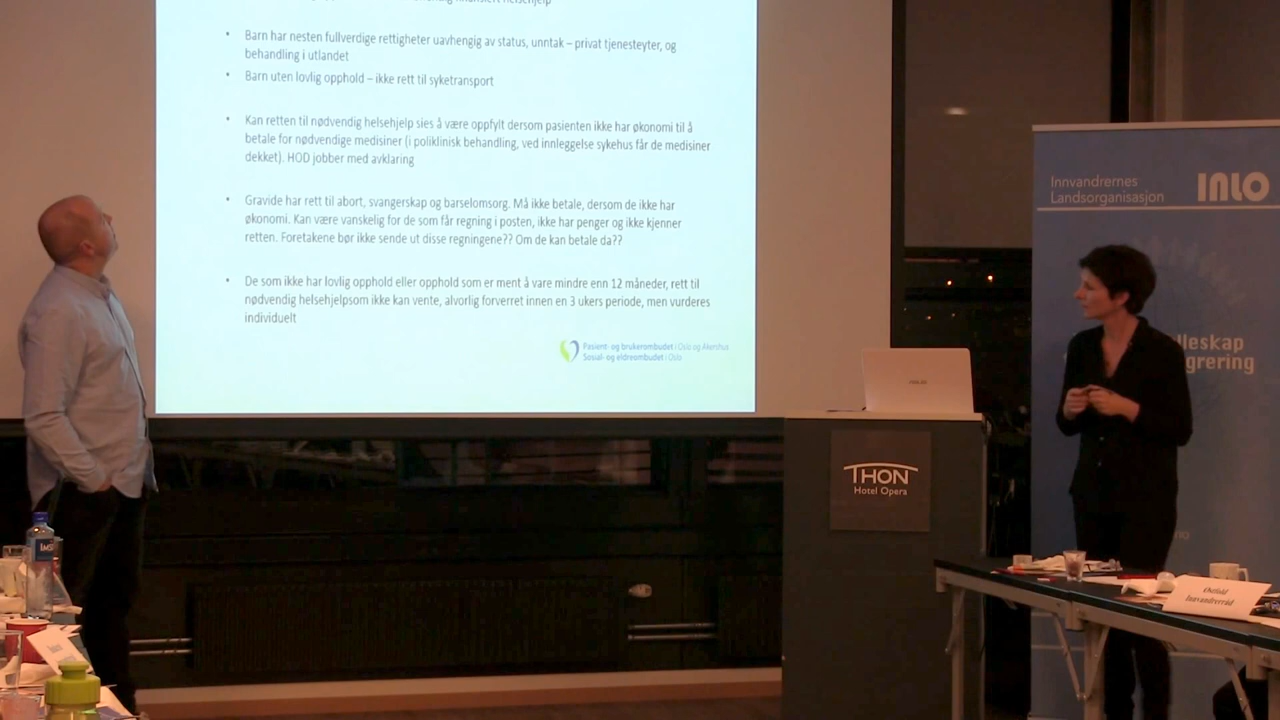 Barn har nesten fullverdige rettigheter uavhengig av status, unntak – privat tjenesteyter, og
behandling i utlandet
Barn uten lovlig opphold – ikke rett til syketransport
Kan retten til nødvendig helsehjelp sies å være oppfylt dersom pasienten ikke har økonomi til å
betale for nødvendige medisiner (i poliklinisk behandling, ved innleggelse sykehus får de medisiner
dekket). HOD jobber med avklaring
Gravide har rett til abort, svangerskap og barselomsorg. Må ikke betale, dersom de ikke har
økonomi. Kan være vanskelig for de som får regning i posten, ikke har penger og ikke kjenner
retten. Foretakene bør ikke sende ut disse regningene?? Om de kan betale da??
De som ikke har lovlig opphold eller opphold som er ment å vare mindre enn 12 måneder, rett til
nødvendig helsehjelpsom ikke kan vente, alvorlig forverret innen en 3 ukers periode, men vurderes
individuelt
Pasient- og brukerombudet i Oslo og Akershus
Sosial- og eldreombudet i Oslo
Innvandrernes
Landsorganisasjon
INLO
lleskap
grering
ASUS
THON
Hotel Opera
Østfold
Innvandrerråd